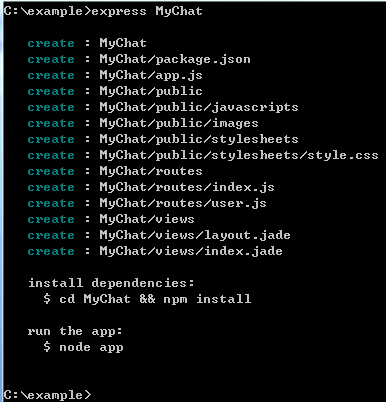 C:\example>express MyChat
create : MyChat
create : MyChat/package.json
create : MyChat/app.js
create : MyChat/public
create : MyChat/public/javascripts
create : MyChat/public/images
create : MyChat/public/stylesheets
create : MyChat/public/stylesheets/style.css
create : MyChat/routes
create : MyChat/routes/index.js
create : MyChat/routes/user.js
create : MyChat/views
create : MyChat/views/layout.jade
create : MyChat/views/index.jade
install dependencies:
$ cd MyChat && npm install
run the app:
$ node app
C:\example>